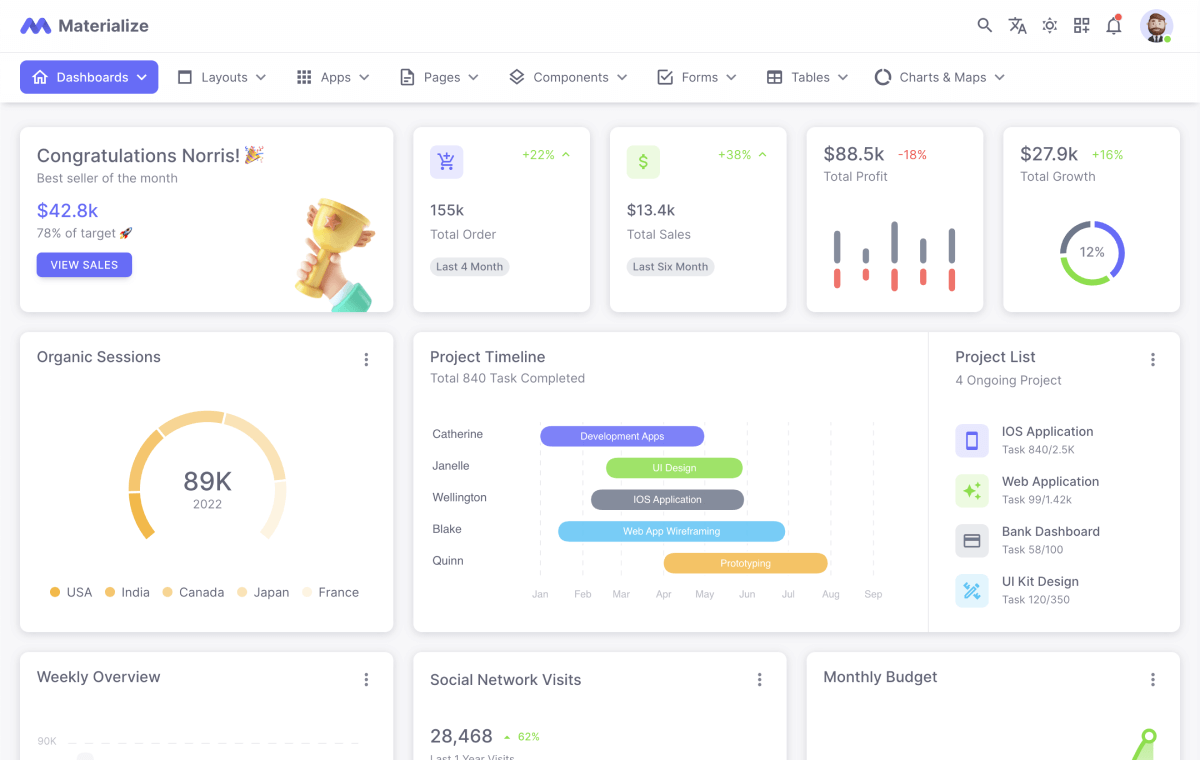 Materialize
Dashboards
Layouts
Apps
Pages
Components
Forms
Tables
Charts & Maps
Congratulations Norris! 🎉
Best seller of the month
$42.8k
78% of target 🚀
VIEW SALES
+22%
155k
Total Order
Last 4 Month
$
+38%
$13.4k
Total Sales
Last Six Month
$88.5k -18%
Total Profit
$27.9k +16%
Total Growth
12%
Organic Sessions
89K
2022
USA India Canada Japan France
Project Timeline
Total 840 Task Completed
Catherine
Development Apps
Janelle
UI Design
Wellington
IOS Application
Blake
Web App Wireframing
Quinn
Prototyping
Jan Feb Mar Apr May Jun Jul Aug Sep
Project List
4 Ongoing Project
IOS Application
Task 840/2.5K
Web Application
Task 99/1.42k
Bank Dashboard
Task 58/100
UI Kit Design
Task 120/350
Weekly Overview
90K
Social Network Visits
28,468 62%
Last 1 Year Visits
Monthly Budget